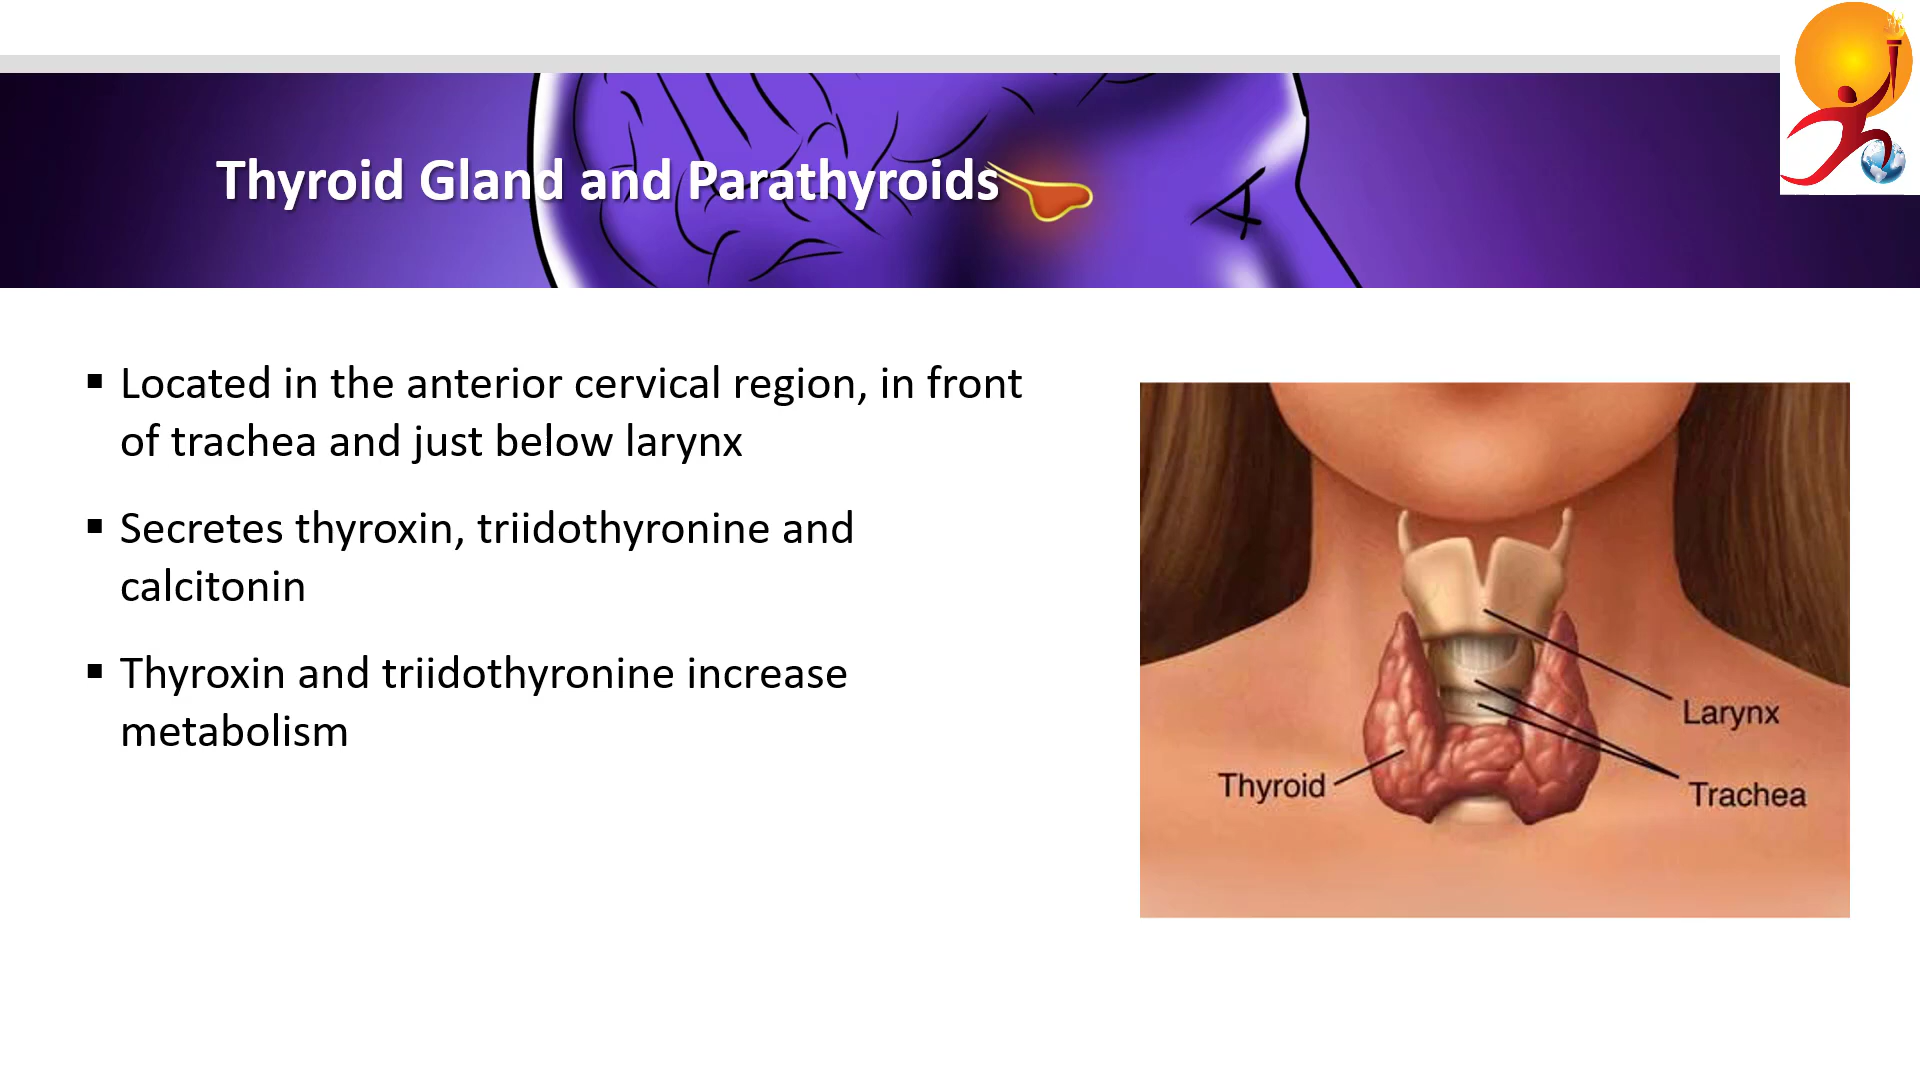 Thyroid Gland and Parathyroids
▪ Located in the anterior cervical region, in front
of trachea and just below larynx
▪ Secretes thyroxin, triidothyronine and
calcitonin
▪ Thyroxin and triidothyronine increase
metabolism
Larynx
Thyroid
Trachea